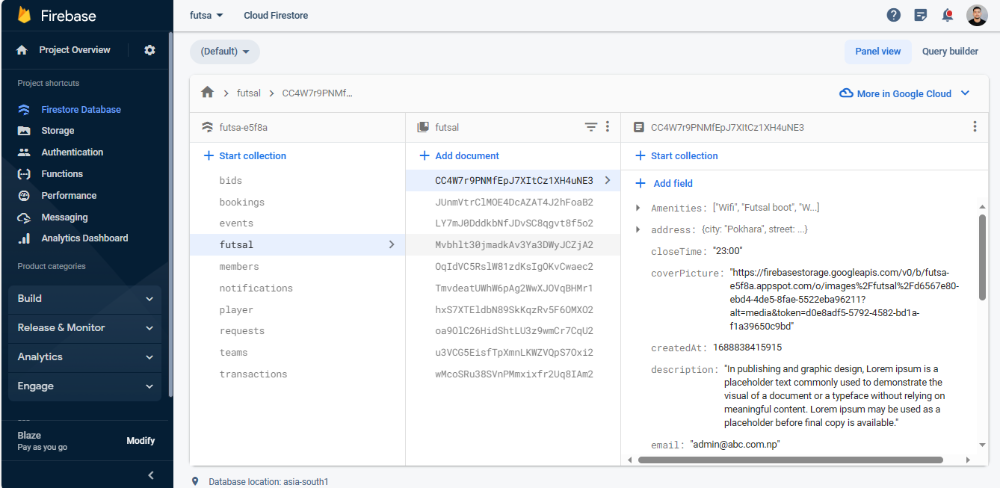 Firebase
futsa
Cloud Firestore
Project Overview
Project shortcuts
Firestore Database
Storage
Authentication
Functions
Performance
Messaging
Analytics Dashboard
Product categories
Build
Release & Monitor
Analytics
Engage
Blaze
Pay as you go
Modify
(Default)
Panel view
Query builder
futsal
CC4W7r9PNMf...
More in Google Cloud
futsa-e5f8a
Start collection
bids
bookings
events
futsal
members
notifications
player
requests
teams
transactions
futsal
Add document
CC4W7r9PNMfEpJ7XItCz1XH4uNE3
JUnmVtrClMOE4DcAZAT4J2hFoaB2
LY7mJ0DddkbNfJDvSC8qgvt8f5o2
Mvbhlt30jmadkAv3Ya3DWyJCZjA2
OqIdVC5RslW81zdKsIgOKvCwaec2
TmvdeatUWhW6pAg2WwXJOVqBHMr1
hxS7XTEldbN89SkKqzRv5F6OMXO2
oa9OlC26HidShtLU3z9wmCr7CqU2
u3VCG5EisfTpXmnLKWZVQpS7Oxi2
wMcoSRu38SVnPMmxixfr2Uq8IAm2
CC4W7r9PNMfEpJ7XItCz1XH4uNE3
Start collection
Add field
Amenities: ["Wifi", "Futsal boot", "W...]
address: {city: "Pokhara", street: ...}
closeTime: "23:00"
coverPicture: "https://firebasestorage.googleapis.com/v0/b/futsa-
e5f8a.appspot.com/o/images%2Ffutsal%2Fd6567e80-
ebd4-4de5-8fae-5522eba96211?
alt=media&token=d0e8adf5-5792-4582-bd1a-
f1a39650c9bd"
createdAt: 1688838415915
description: "In publishing and graphic design, Lorem ipsum is a
placeholder text commonly used to demonstrate the
visual of a document or a typeface without relying on
meaningful content. Lorem ipsum may be used as a
placeholder before final copy is available."
email: "admin@abc.com.np"
Database location: asia-south1